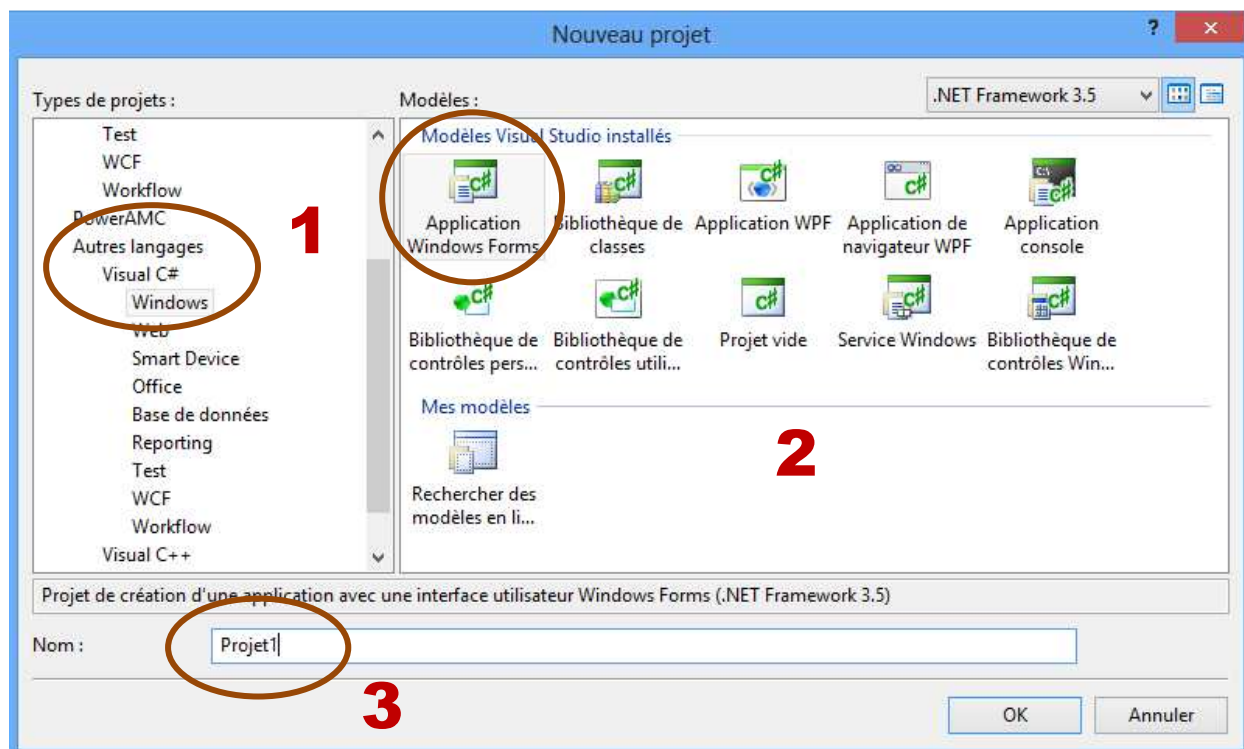 Nouveau projet
?
Types de projets :
Modèles :
.NET Framework 3.5
Test
WCF
Workflow
PowerAMC
Autres langages
Visual C#
Windows
Web
Smart Device
Office
Base de données
Reporting
Test
WCF
Workflow
Visual C++
1
Modèles Visual Studio installés
Application
Windows Forms
Bibliothèque de
classes
Application WPF
Application de
navigateur WPF
Application
console
Bibliothèque de
contrôles pers...
Bibliothèque de
contrôles utili...
Projet vide
Service Windows
Bibliothèque de
contrôles Win...
Mes modèles
Rechercher des
modèles en li...
2
Projet de création d'une application avec une interface utilisateur Windows Forms (.NET Framework 3.5)
Nom :
Projet1
3
OK
Annuler